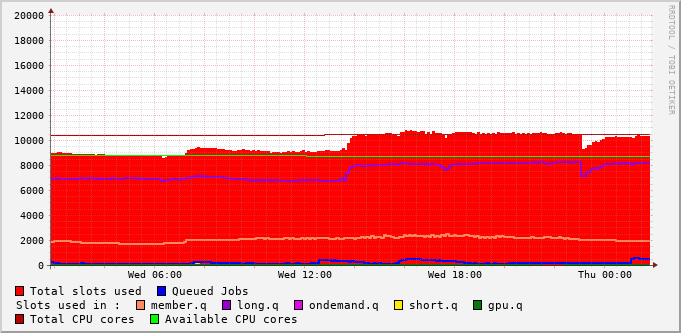 RRDTOOL / TOBI OETIKER
20000
18000
16000
14000
12000
10000
8000
6000
4000
2000
0
Wed 06:00 Wed 12:00 Wed 18:00 Thu 00:00
Total slots used Queued Jobs
Slots used in : member.q long.q ondemand.q short.q gpu.q
Total CPU cores Available CPU cores